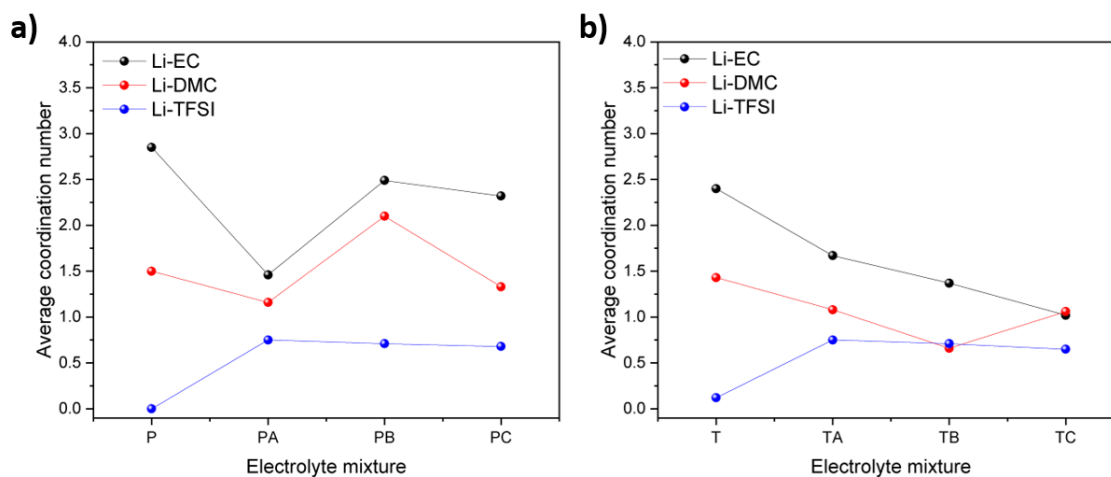 a)
Average coordination number
4.0
3.5
3.0
2.5
2.0
1.5
1.0
0.5
0.0
Li-EC
Li-DMC
Li-TFSI
P PA PB PC
Electrolyte mixture
b)
Average coordination number
4.0
3.5
3.0
2.5
2.0
1.5
1.0
0.5
0.0
Li-EC
Li-DMC
Li-TFSI
T TA TB TC
Electrolyte mixture